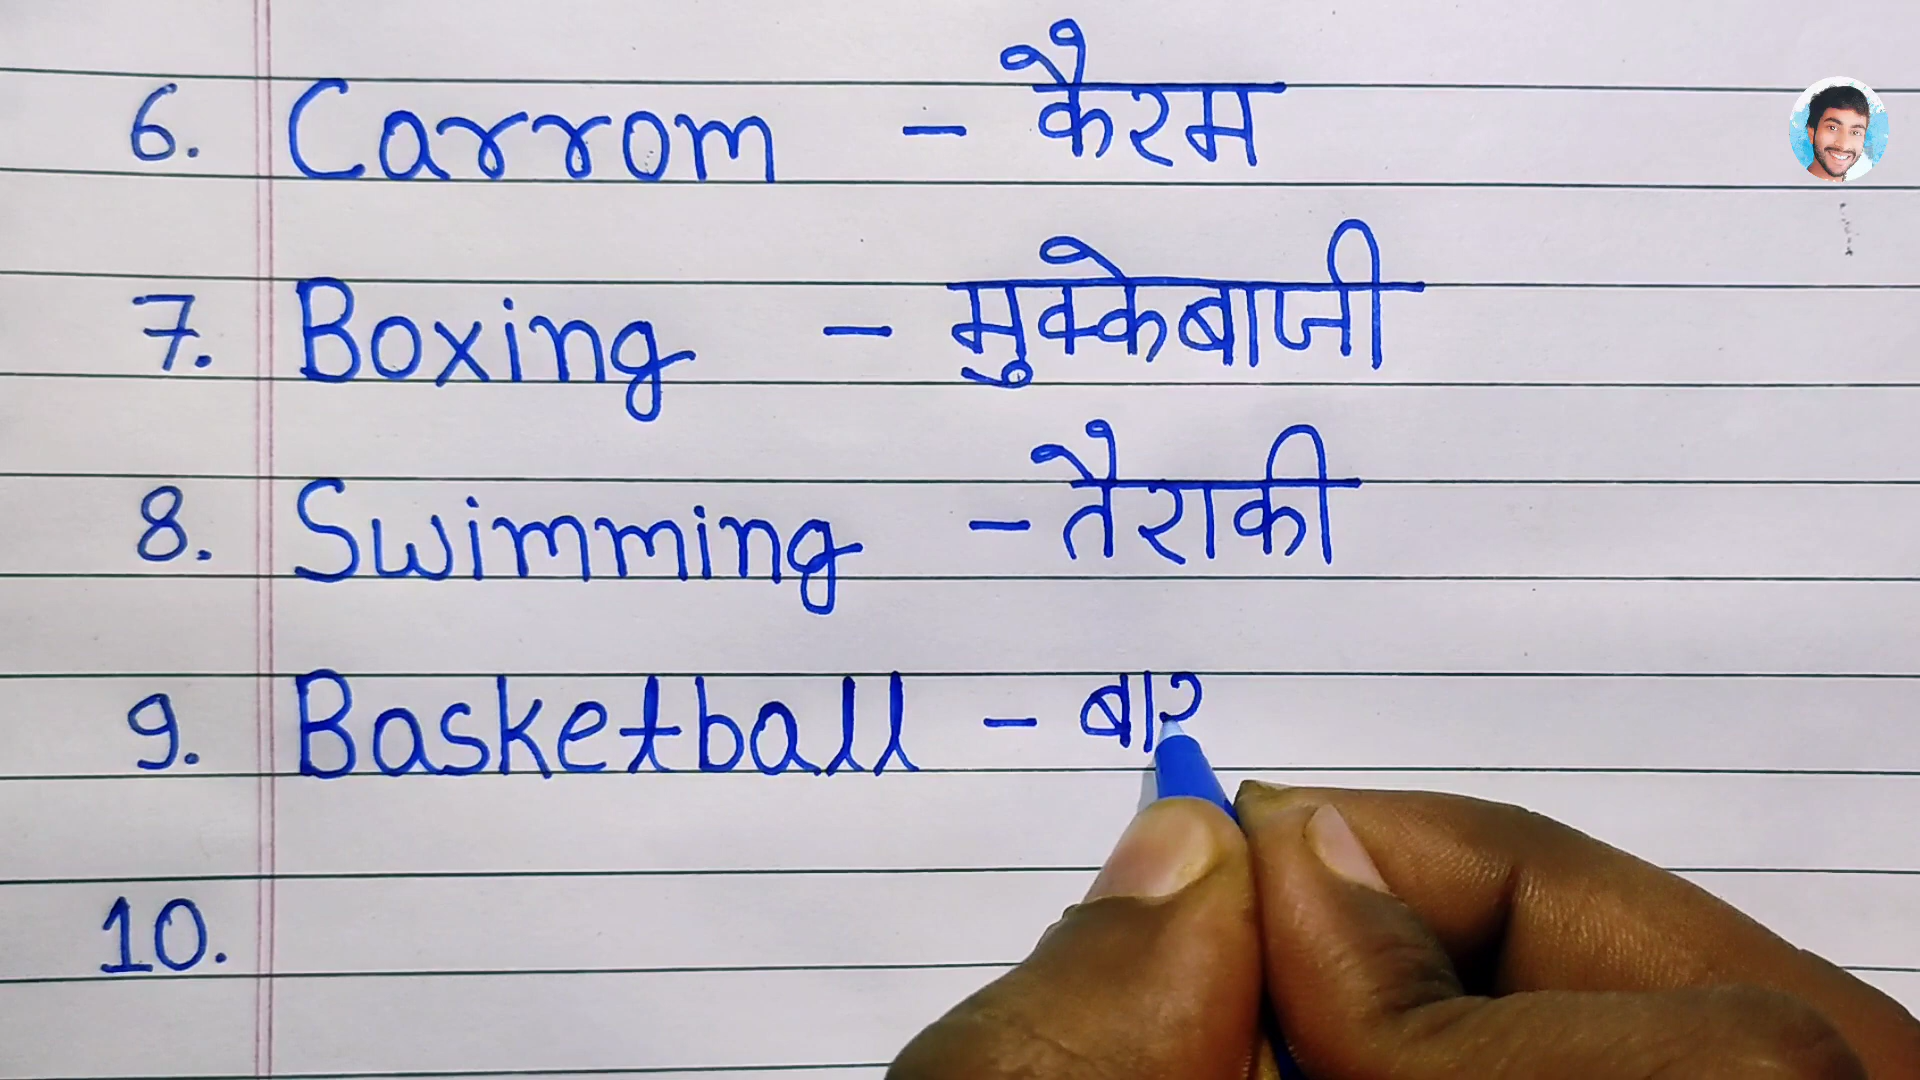 6. Carrom - कैरम
7. Boxing - मुक्केबाजी
8. Swimming - तैराकी
9. Basketball - बार
10.